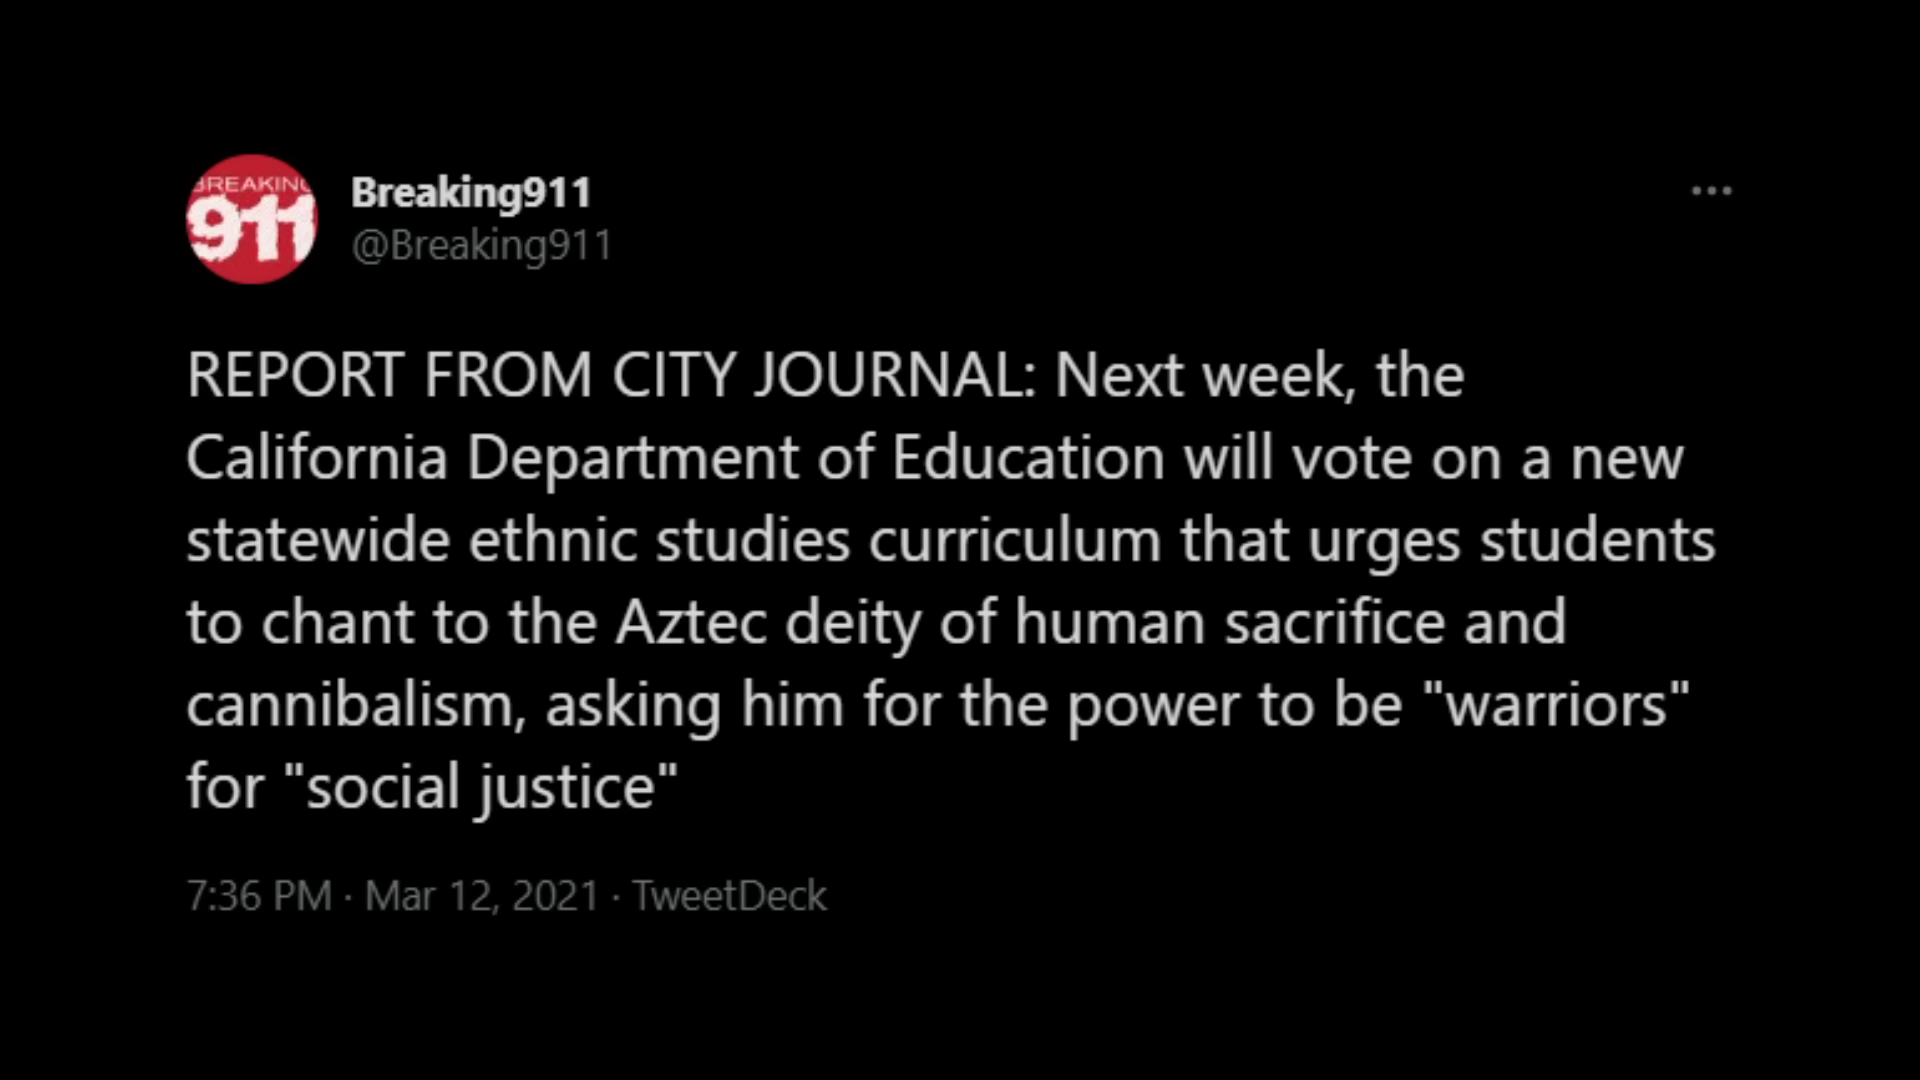 BREAKING
911
Breaking911
@Breaking911
REPORT FROM CITY JOURNAL: Next week, the
California Department of Education will vote on a new
statewide ethnic studies curriculum that urges students
to chant to the Aztec deity of human sacrifice and
cannibalism, asking him for the power to be "warriors"
for "social justice"
7:36 PM · Mar 12, 2021 · TweetDeck